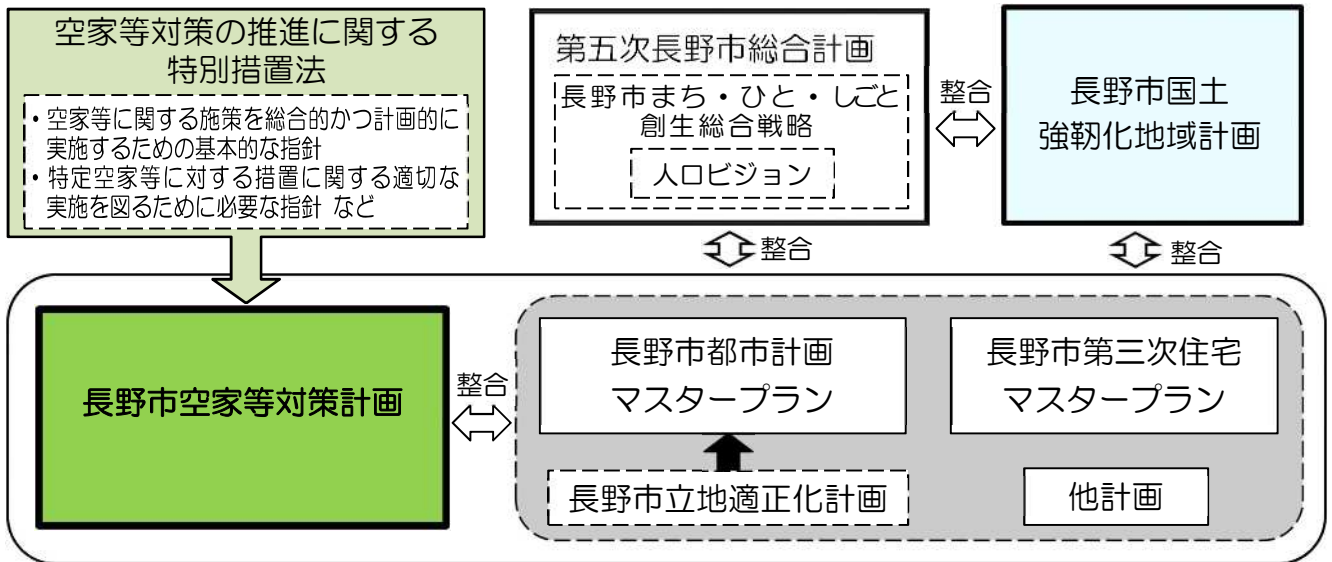 空家等対策の推進に関する
特別措置法
・空家等に関する施策を総合的かつ計画的に
実施するための基本的な指針
・特定空家等に対する措置に関する適切な
実施を図るために必要な指針 など
第五次長野市総合計画
長野市まち・ひと・しごと
創生総合戦略
人口ビジョン
整合
長野市国土
強靭化地域計画
整合
整合
長野市空家等対策計画
整合
長野市都市計画
マスタープラン
長野市第三次住宅
マスタープラン
長野市立地適正化計画
他計画